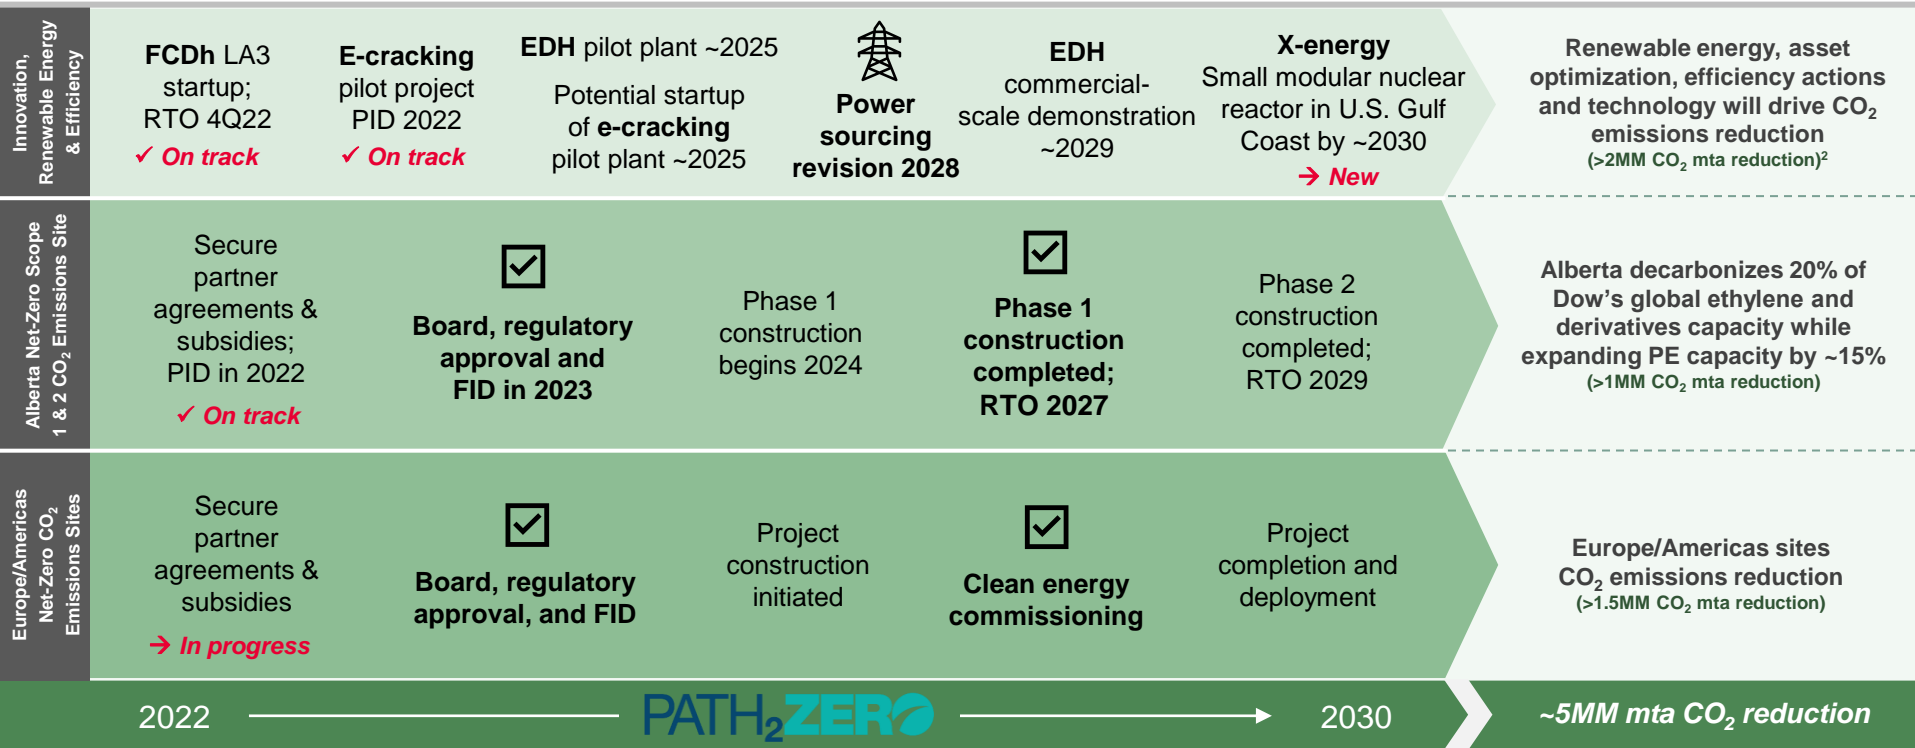 Innovation,
Renewable Energy
& Efficiency
FCDh LA3
startup;
RTO 4Q22
✓ On track
E-cracking
pilot project
PID 2022
✓ On track
EDH pilot plant ~2025
Potential startup
of e-cracking
pilot plant ~2025
Power
sourcing
revision 2028
EDH
commercial-
scale demonstration
~2029
X-energy
Small modular nuclear
reactor in U.S. Gulf
Coast by ~2030
→ New
Renewable energy, asset
optimization, efficiency actions
and technology will drive CO₂
emissions reduction
(>2MM CO₂ mta reduction)²
Alberta Net-Zero Scope
1 & 2 CO₂ Emissions Site
Secure
partner
agreements &
subsidies;
PID in 2022
✓ On track
Board, regulatory
approval and
FID in 2023
Phase 1
construction
begins 2024
Phase 1
construction
completed;
RTO 2027
Phase 2
construction
completed;
RTO 2029
Alberta decarbonizes 20% of
Dow’s global ethylene and
derivatives capacity while
expanding PE capacity by ~15%
(>1MM CO₂ mta reduction)
Europe/Americas
Net-Zero CO₂
Emissions Sites
Secure
partner
agreements &
subsidies
→ In progress
Board, regulatory
approval, and FID
Project
construction
initiated
Clean energy
commissioning
Project
completion and
deployment
Europe/Americas sites
CO₂ emissions reduction
(>1.5MM CO₂ mta reduction)
2022
PATH₂ZERO
2030
~5MM mta CO₂ reduction